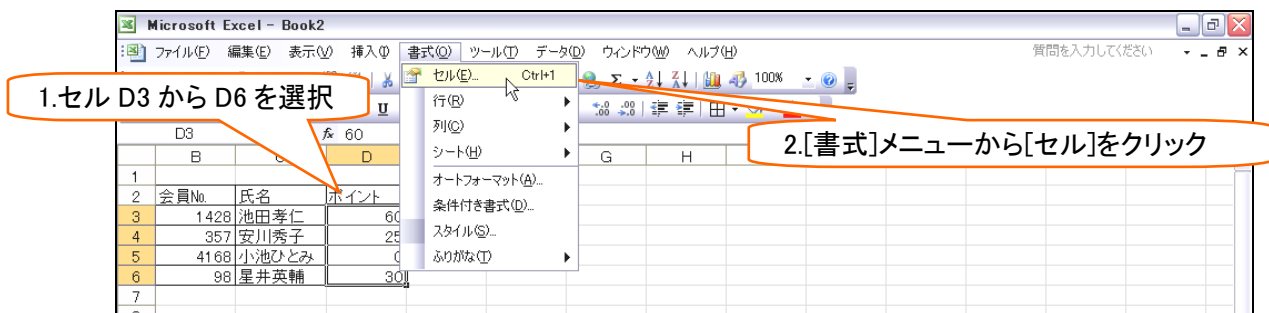 Microsoft Excel - Book2
ファイル(F) 編集(E) 表示(V) 挿入(I) 書式(O) ツール(T) データ(D) ウィンドウ(W) ヘルプ(H) 質問を入力してください
セル(E)... Ctrl+1
Σ 100%
1.セル D3 から D6 を選択
行(R)
U
D3 fx 60
列(C)
2.[書式]メニューから[セル]をクリック
シート(H)
B D G H
1
オートフォーマット(A)...
2 会員No. 氏名 ポイント
条件付き書式(D)...
3 1428 池田孝仁 60
スタイル(S)...
4 357 安川秀子 25
ふりがな(T)
5 4168 小池ひとみ 0
6 98 星井英輔 30
7